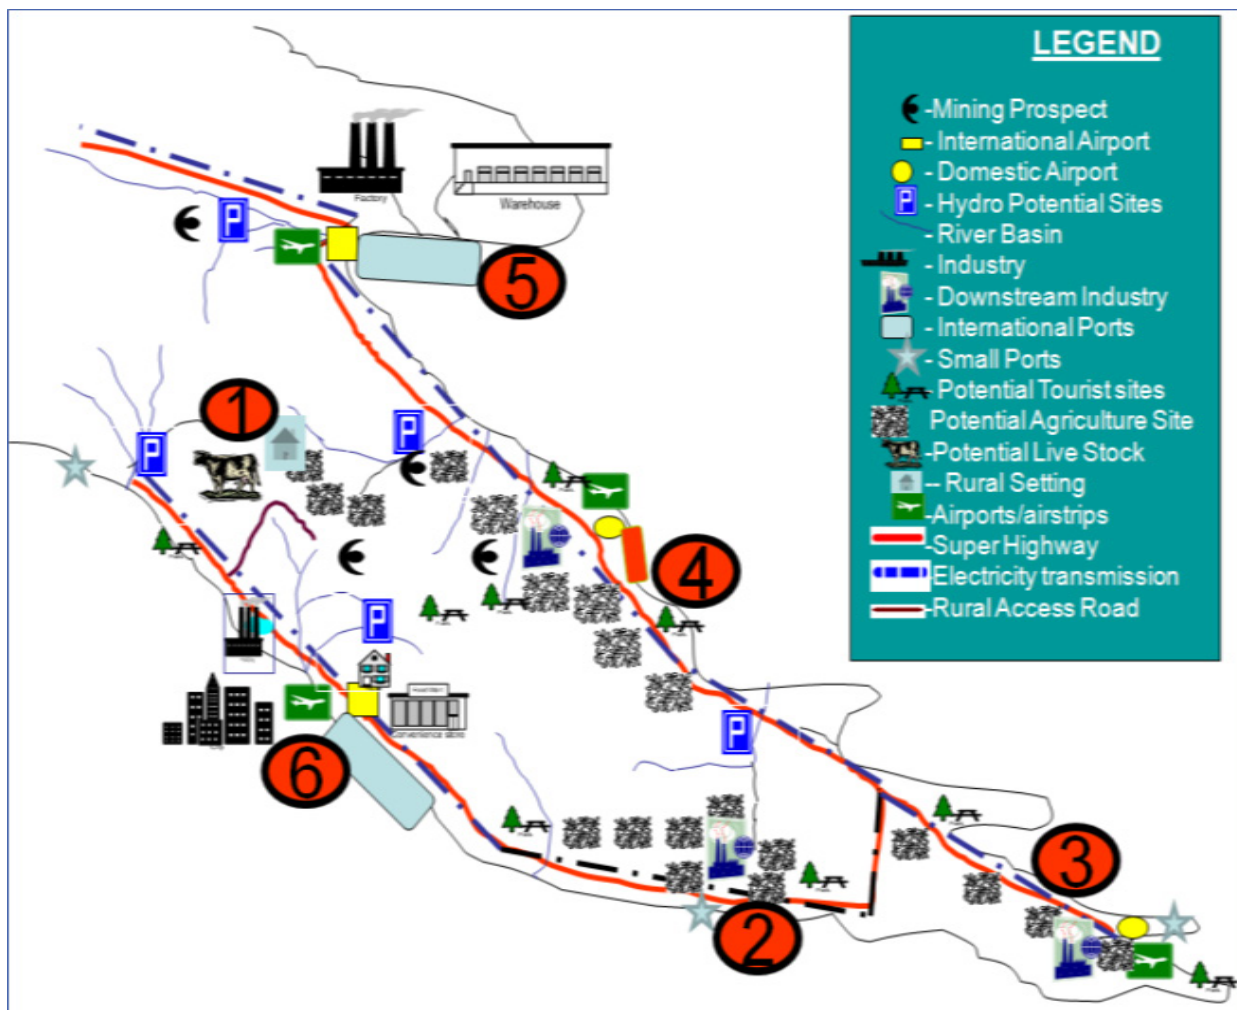 LEGEND
-Mining Prospect
- International Airport
- Domestic Airport
- Hydro Potential Sites
- River Basin
- Industry
- Downstream Industry
- International Ports
- Small Ports
- Potential Tourist sites
Potential Agriculture Site
-Potential Live Stock
-- Rural Setting
-Airports/airstrips
-Super Highway
-Electricity transmission
-Rural Access Road
Factory
Warehouse
5
1
4
Convenience store
6
3
2
P
P
P
P
P
P